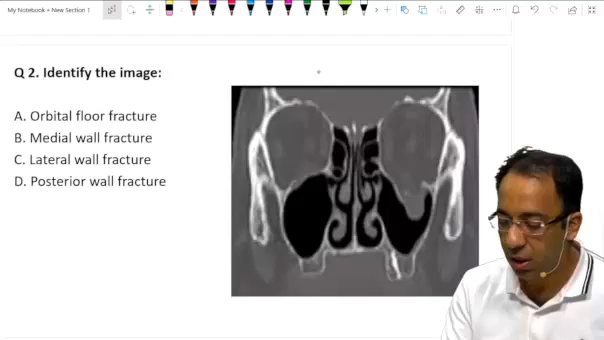 My Notebook » New Section 1
Q 2. Identify the image:
A. Orbital floor fracture
B. Medial wall fracture
C. Lateral wall fracture
D. Posterior wall fracture